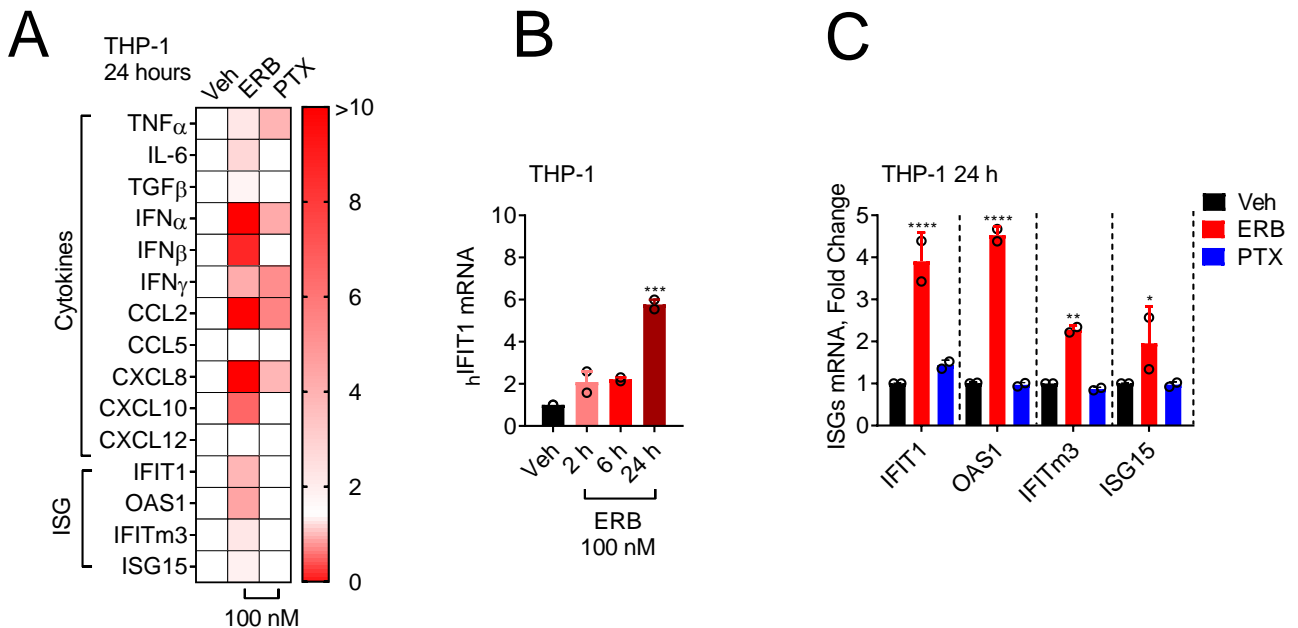 A
THP-1
24 hours
Veh
ERB
PTX
Cytokines
TNFα
IL-6
TGFβ
IFNα
IFNβ
IFNγ
CCL2
CCL5
CXCL8
CXCL10
CXCL12
ISG
IFIT1
OAS1
IFITm3
ISG15
100 nM
>10
8
6
4
2
0
B
THP-1
hIFIT1 mRNA
10
8
6
4
2
0
***
Veh
2 h
6 h
24 h
ERB
100 nM
C
THP-1 24 h
ISGs mRNA, Fold Change
5
4
3
2
1
0
****
****
**
*
IFIT1
OAS1
IFITm3
ISG15
Veh
ERB
PTX